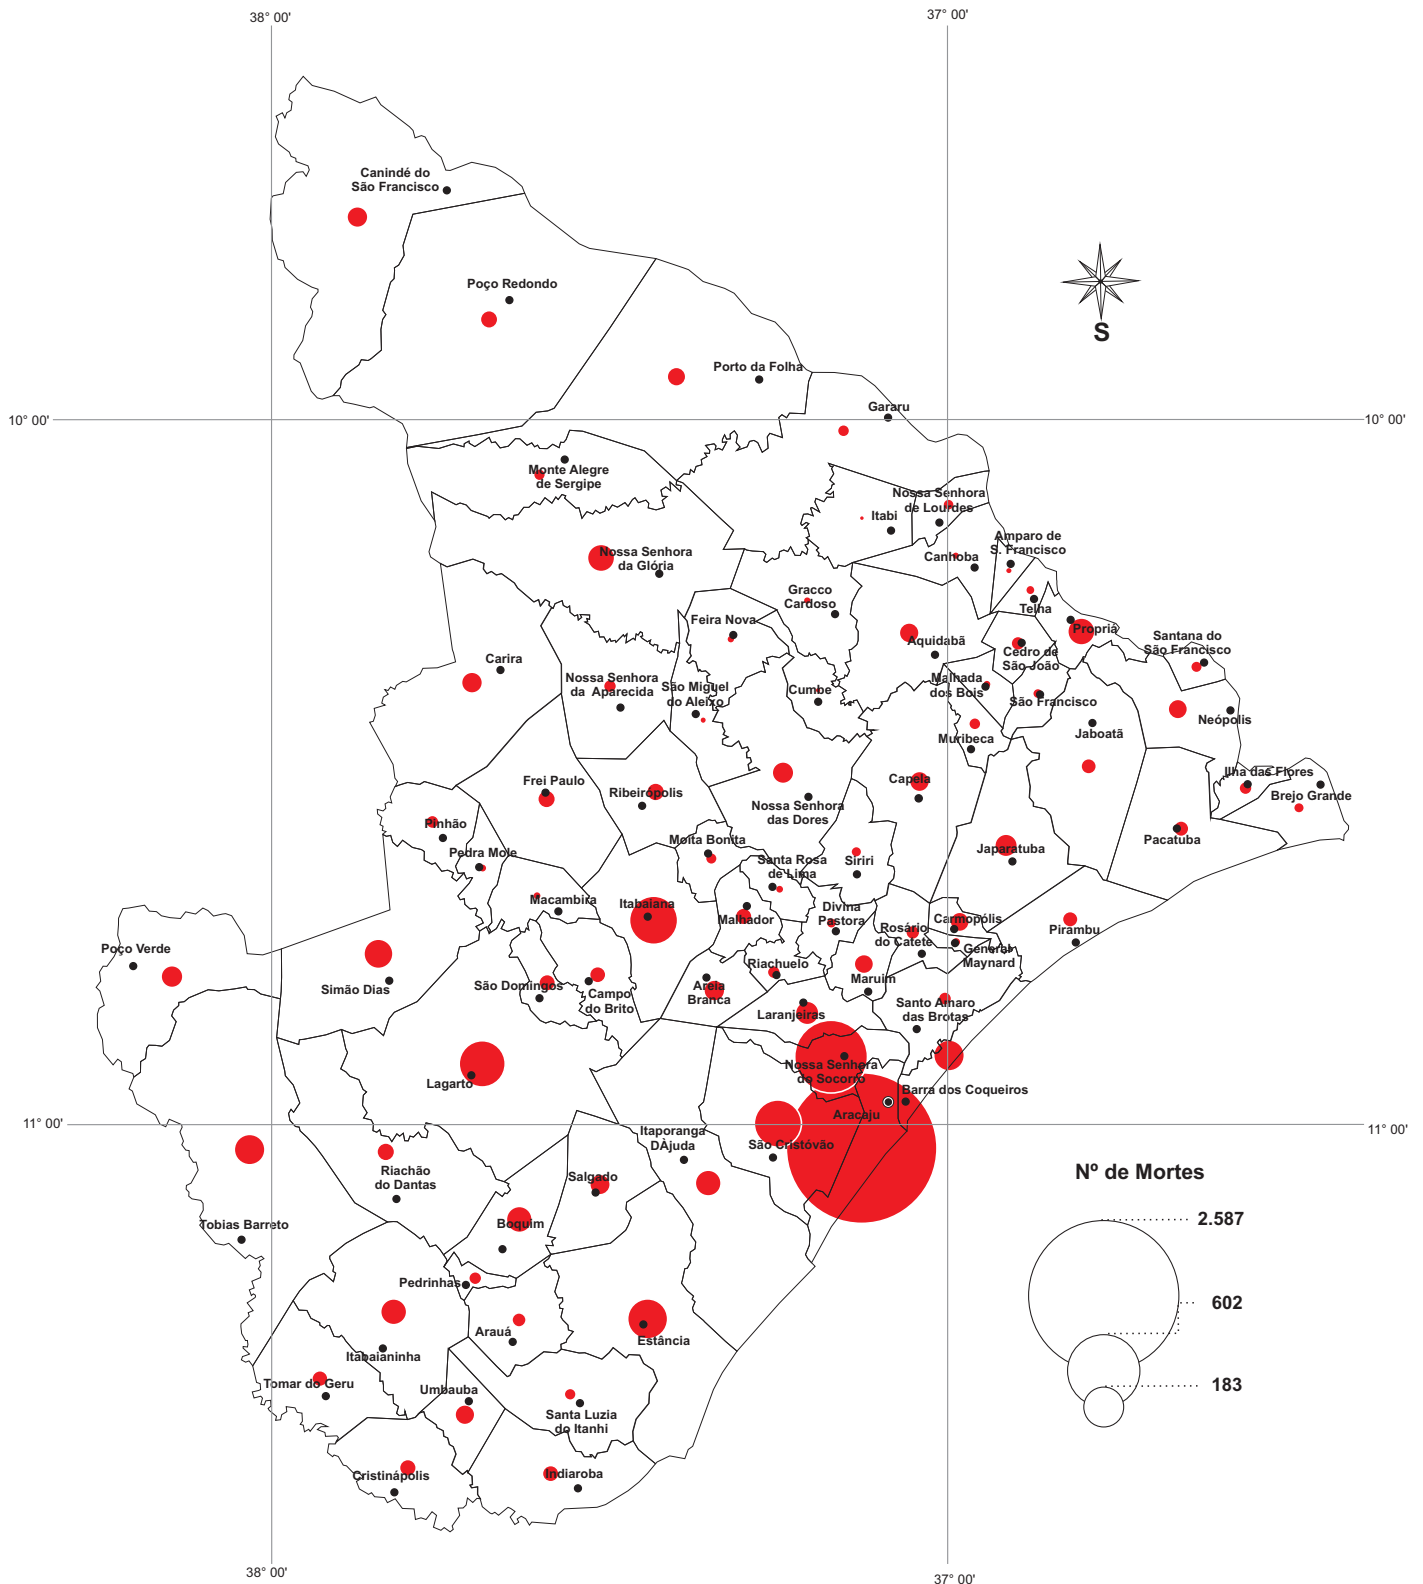 38° 00'
37° 00'
Canindé do
São Francisco
Poço Redondo
S
Porto da Folha
10° 00'
10° 00'
Gararu
Monte Alegre
de Sergipe
Nossa Senhora
de Lourdes
Itabi
Amparo de
S. Francisco
Nossa Senhora
da Glória
Canhoba
Gracco
Cardoso
Telha
Feira Nova
Propriá
Santana do
São Francisco
Aquidabã
Cedro de
São João
Carira
Nossa Senhora
da Aparecida
São Miguel
do Aleixo
Cumbe
Malhada
dos Bois
São Francisco
Neópolis
Jaboatã
Muribeca
Ilha das Flores
Brejo Grande
Frei Paulo
Ribeirópolis
Capela
Nossa Senhora
das Dores
Pinhão
Moita Bonita
Pacatuba
Pedra Mole
Santa Rosa
de Lima
Siriri
Japaratuba
Macambira
Itabaiana
Malhador
Divina
Pastora
Rosário
do Catete
Carmopólis
General
Maynard
Pirambu
Poço Verde
Simão Dias
São Domingos
Campo
do Brito
Areia
Branca
Riachuelo
Maruim
Santo Amaro
das Brotas
Laranjeiras
Nossa Senhora
do Socorro
Lagarto
Barra dos Coqueiros
Aracaju
11° 00'
11° 00'
Itaporanga
DÀjuda
São Cristóvão
Riachão
do Dantas
Salgado
Nº de Mortes
Tobias Barreto
Boquim
2.587
Pedrinhas
602
Arauá
Estância
Itabaianinha
Tomar do Geru
Umbauba
183
Santa Luzia
do Itanhi
Cristinápolis
Indiaroba
38° 00'
37° 00'